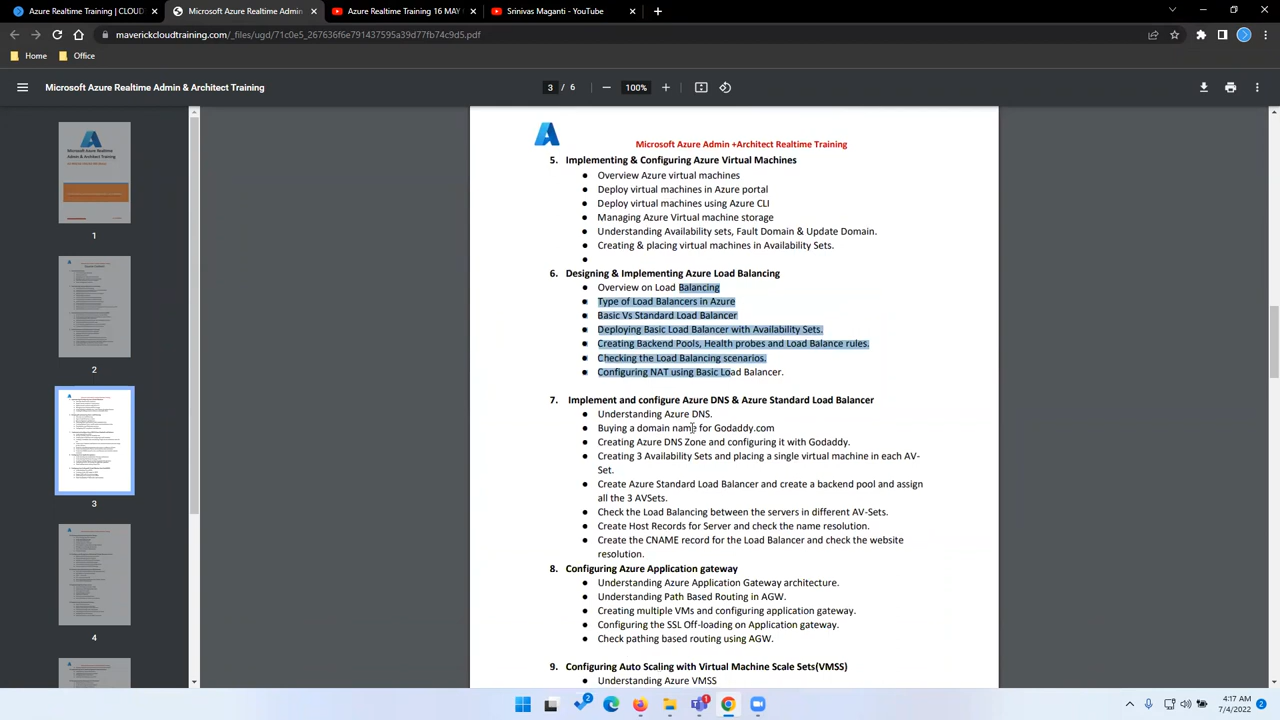 Azure Realtime Training | CLOUD
Microsoft Azure Realtime Admin
Azure Realtime Training 16 MAY
Srinivas Maganti - YouTube
maverickcloudtraining.com/_files/ugd/71c0e5_267636f6e791437595a39d77fb74c9d5.pdf
Home
Office
Microsoft Azure Realtime Admin & Architect Training
3 / 6
100%
1
2
3
4
Microsoft Azure Admin +Architect Realtime Training
5. Implementing & Configuring Azure Virtual Machines
● Overview Azure virtual machines
● Deploy virtual machines in Azure portal
● Deploy virtual machines using Azure CLI
● Managing Azure Virtual machine storage
● Understanding Availability sets, Fault Domain & Update Domain.
● Creating & placing virtual machines in Availability Sets.
●
6. Designing & Implementing Azure Load Balancing
● Overview on Load Balancing
● Type of Load Balancers in Azure
● Basic Vs Standard Load Balancer
● Deploying Basic Load Balancer with Availability Sets.
● Creating Backend Pools, Health probes and Load Balance rules.
● Checking the Load Balancing scenarios.
● Configuring NAT using Basic Load Balancer.
7. Implement and configure Azure DNS & Azure Standard Load Balancer
● Understanding Azure DNS.
● Buying a domain name for Godaddy.com
● Creating Azure DNS Zone and configuring it with Godaddy.
● Creating 3 Availability Sets and placing a single virtual machine in each AV-
Set.
● Create Azure Standard Load Balancer and create a backend pool and assign
all the 3 AVSets.
● Check the Load Balancing between the servers in different AV-Sets.
● Create Host Records for Server and check the name resolution.
● Create the CNAME record for the Load Balancer and check the website
resolution.
8. Configuring Azure Application gateway
● Understanding Azure Application Gateway architecture.
● Understanding Path Based Routing in AGW.
● Creating multiple VMs and configuring application gateway.
● Configuring the SSL Off-loading on Application gateway.
● Check pathing based routing using AGW.
9. Configuring Auto Scaling with Virtual Machine Scale Sets(VMSS)
● Understanding Azure VMSS
4:17 AM
7/4/2022
2
1
2